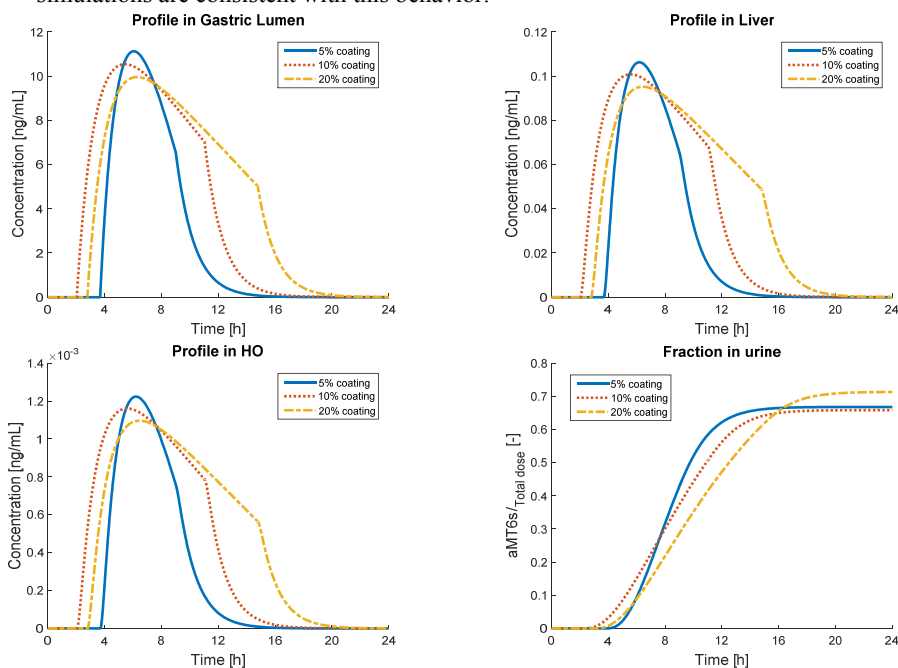 simulations are consistent with this behavior.
Profile in Gastric Lumen
Concentration [ng/mL]
12
10
8
6
4
2
0
5% coating
10% coating
20% coating
0 4 8 12 16 20 24
Time [h]
Profile in Liver
Concentration [ng/mL]
0.12
0.1
0.08
0.06
0.04
0.02
0
5% coating
10% coating
20% coating
0 4 8 12 16 20 24
Time [h]
Profile in HO
×10⁻³
Concentration [ng/mL]
1.4
1.2
1
0.8
0.6
0.4
0.2
0
5% coating
10% coating
20% coating
0 4 8 12 16 20 24
Time [h]
Fraction in urine
aMT6s/Total dose [-]
0.8
0.7
0.6
0.5
0.4
0.3
0.2
0.1
0
5% coating
10% coating
20% coating
0 4 8 12 16 20 24
Time [h]